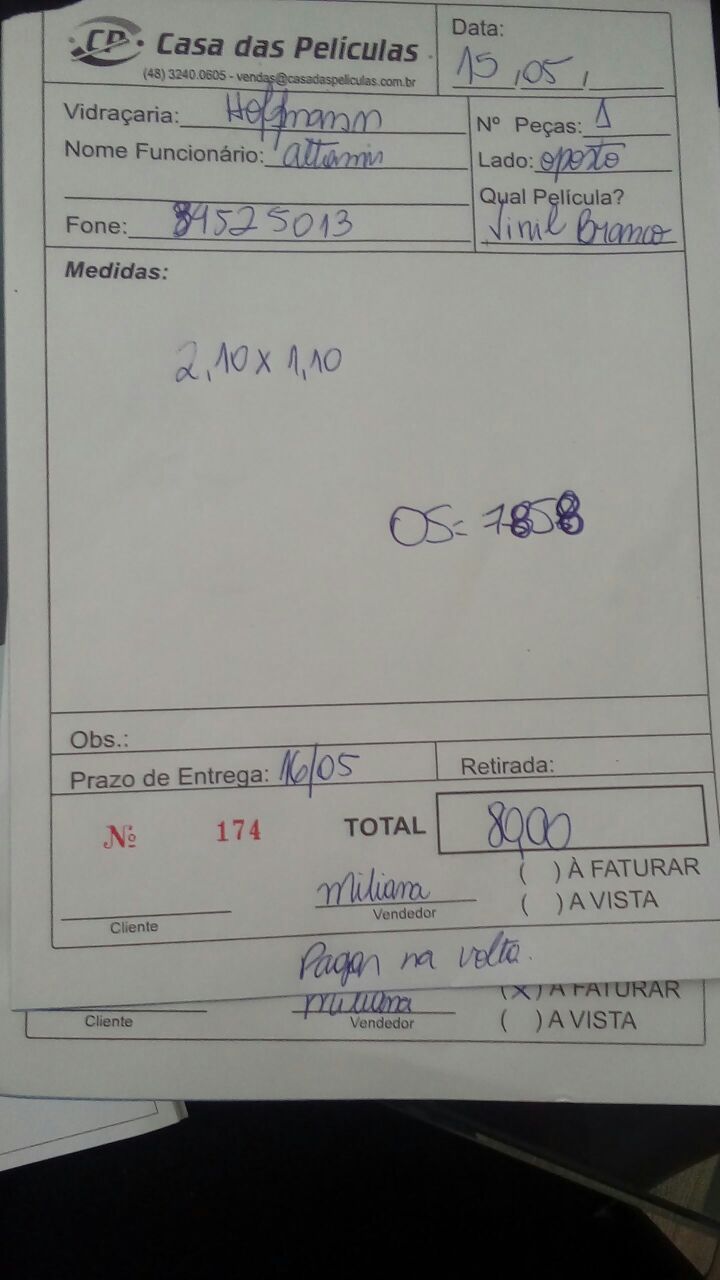 CP Casa das Películas
(48) 3240.0605 - vendas@casadaspeliculas.com.br
Data:
15,05,
Vidraçaria: Hoffmann
Nome Funcionário: altamir
Fone: 84525013
Nº Peças: 1
Lado: oposto
Qual Película?
Vinil Branco
Medidas:
2,10 x 1,10
OS= 7858
Obs.:
Prazo de Entrega: 16/05
Retirada:
Nº 174
TOTAL 80,00
( ) À FATURAR
( ) A VISTA
Cliente
miliana
Vendedor
Pagan na volta.
miliana
(X) À FATURAR
Cliente
Vendedor
( ) A VISTA